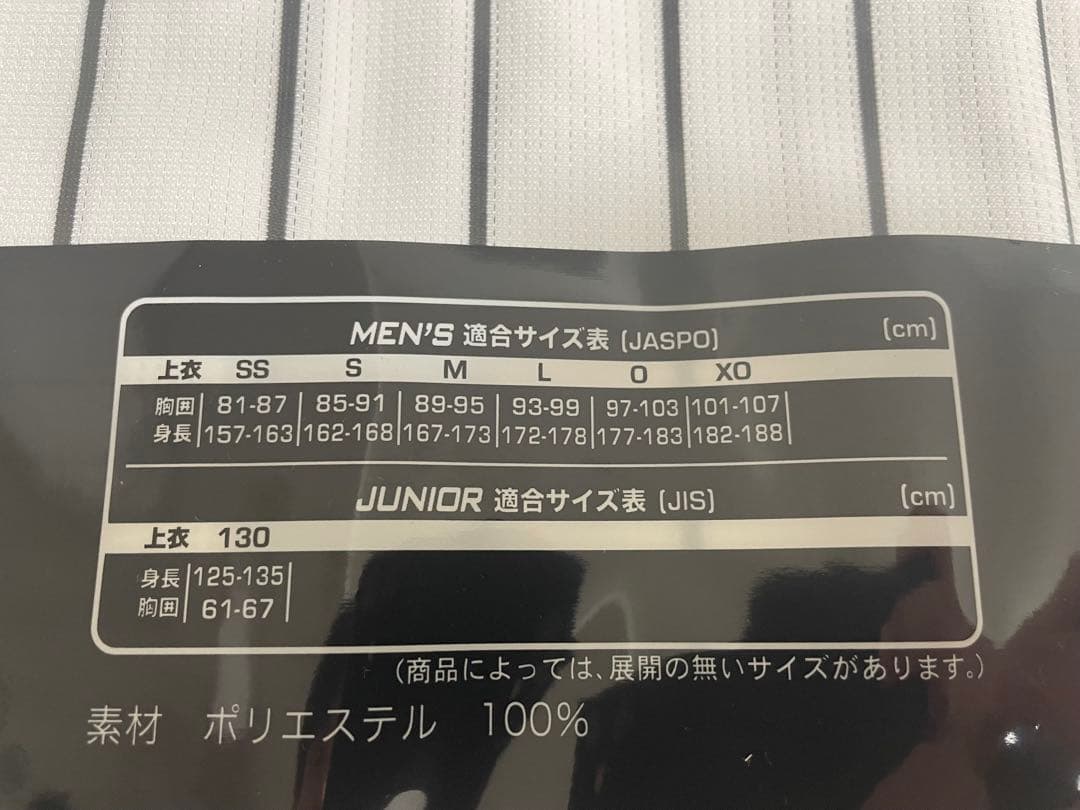 MEN'S 適合サイズ表 [JASPO] [cm]
上衣 SS S M L O XO
胸囲 81-87 85-91 89-95 93-99 97-103 101-107
身長 157-163 162-168 167-173 172-178 177-183 182-188
JUNIOR 適合サイズ表 [JIS] [cm]
上衣 130
身長 125-135
胸囲 61-67
(商品によっては、展開の無いサイズがあります。)
素材 ポリエステル 100%